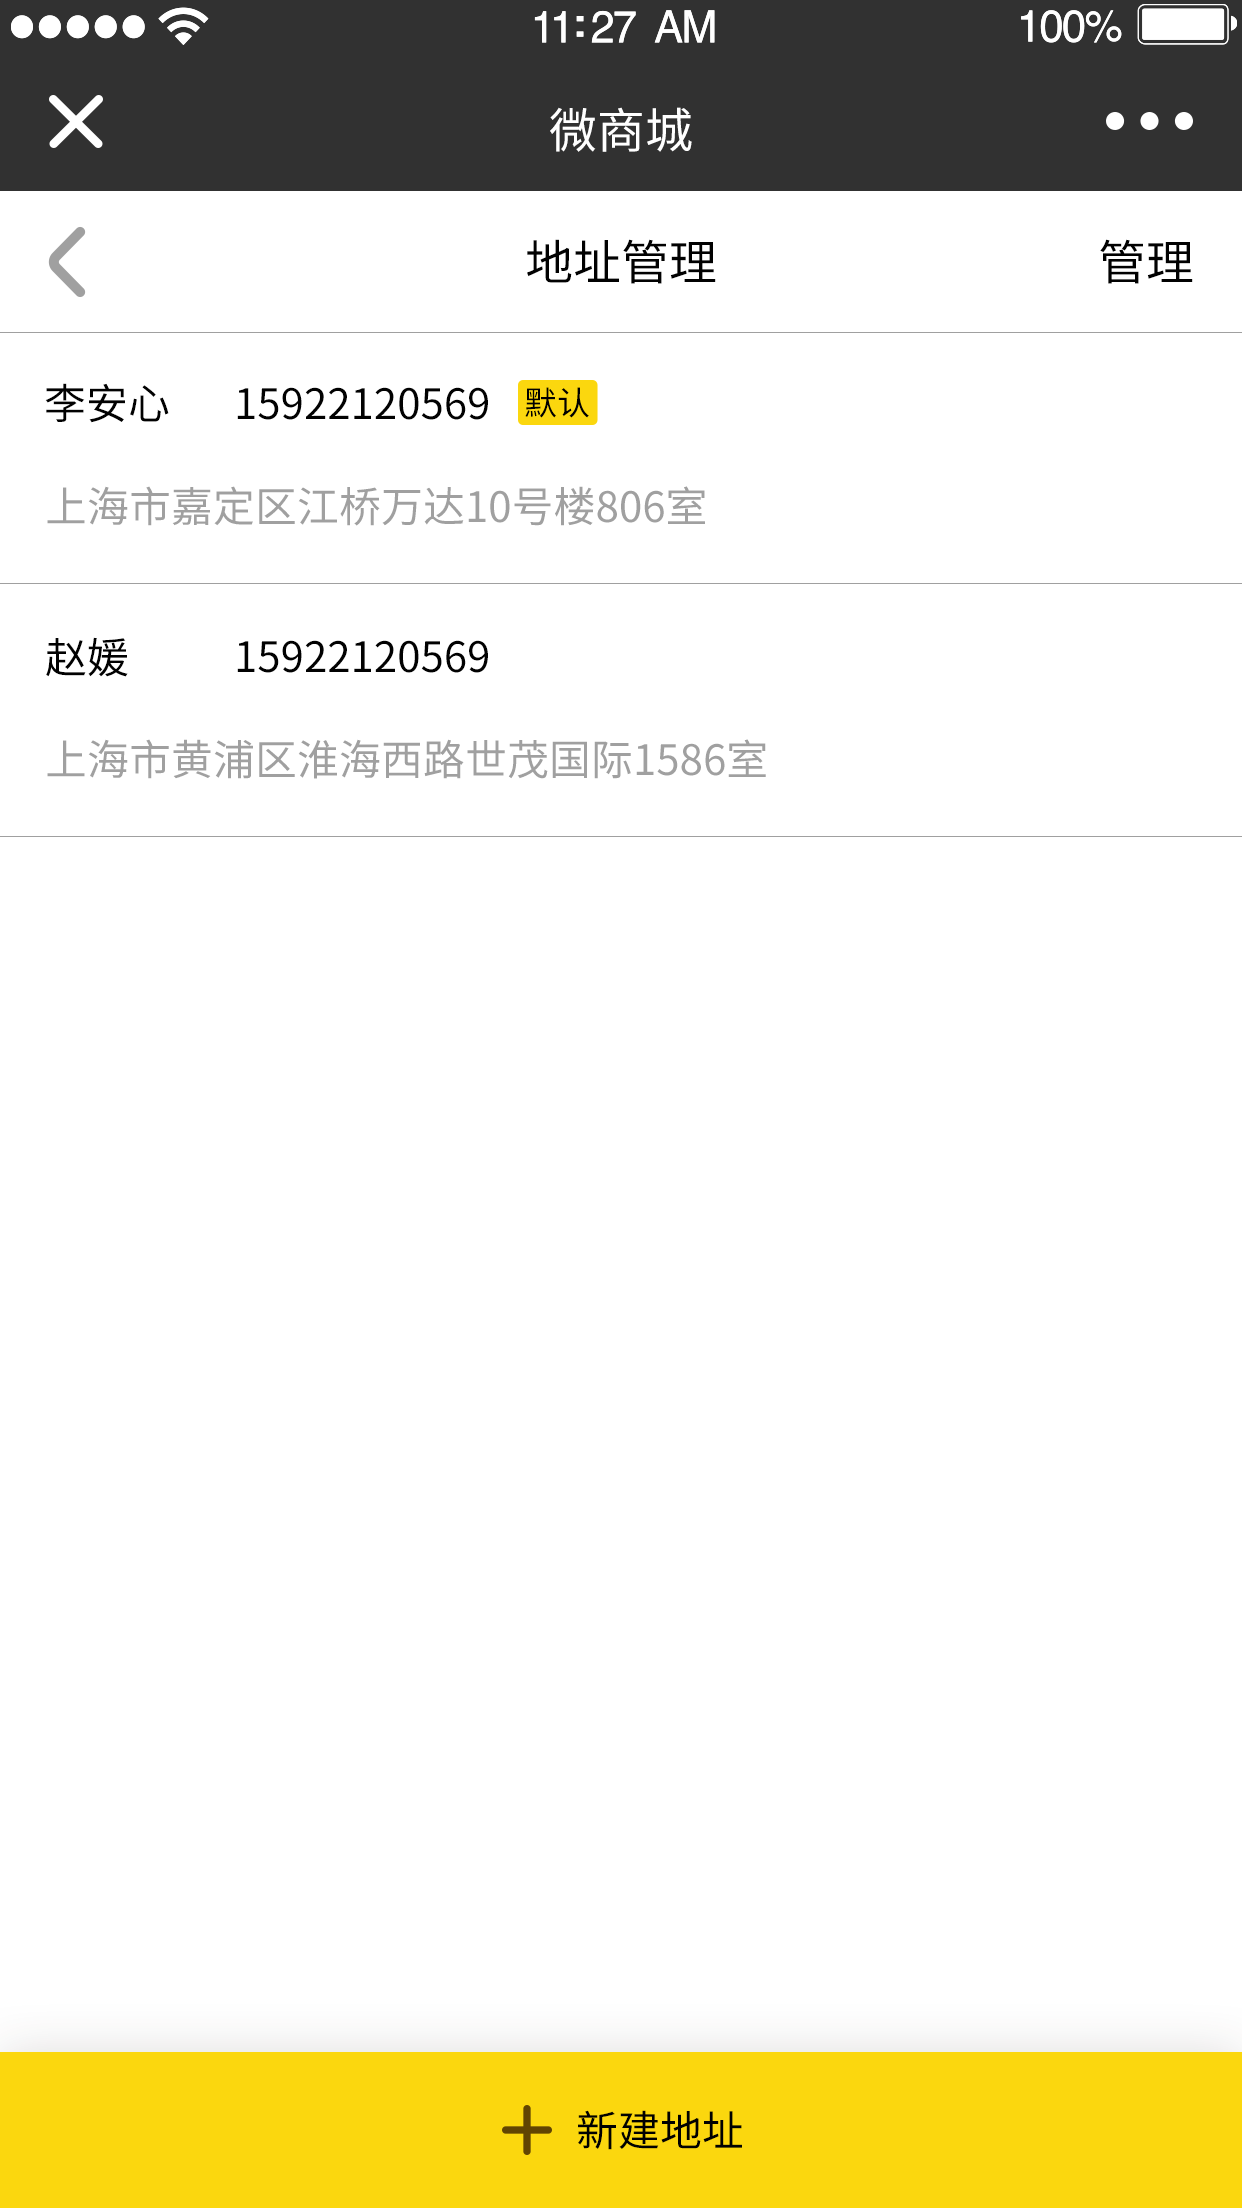 11:27 AM 100%
微商城
地址管理 管理
李安心 15922120569 默认
上海市嘉定区江桥万达10号楼806室
赵媛 15922120569
上海市黄浦区淮海西路世茂国际1586室
新建地址